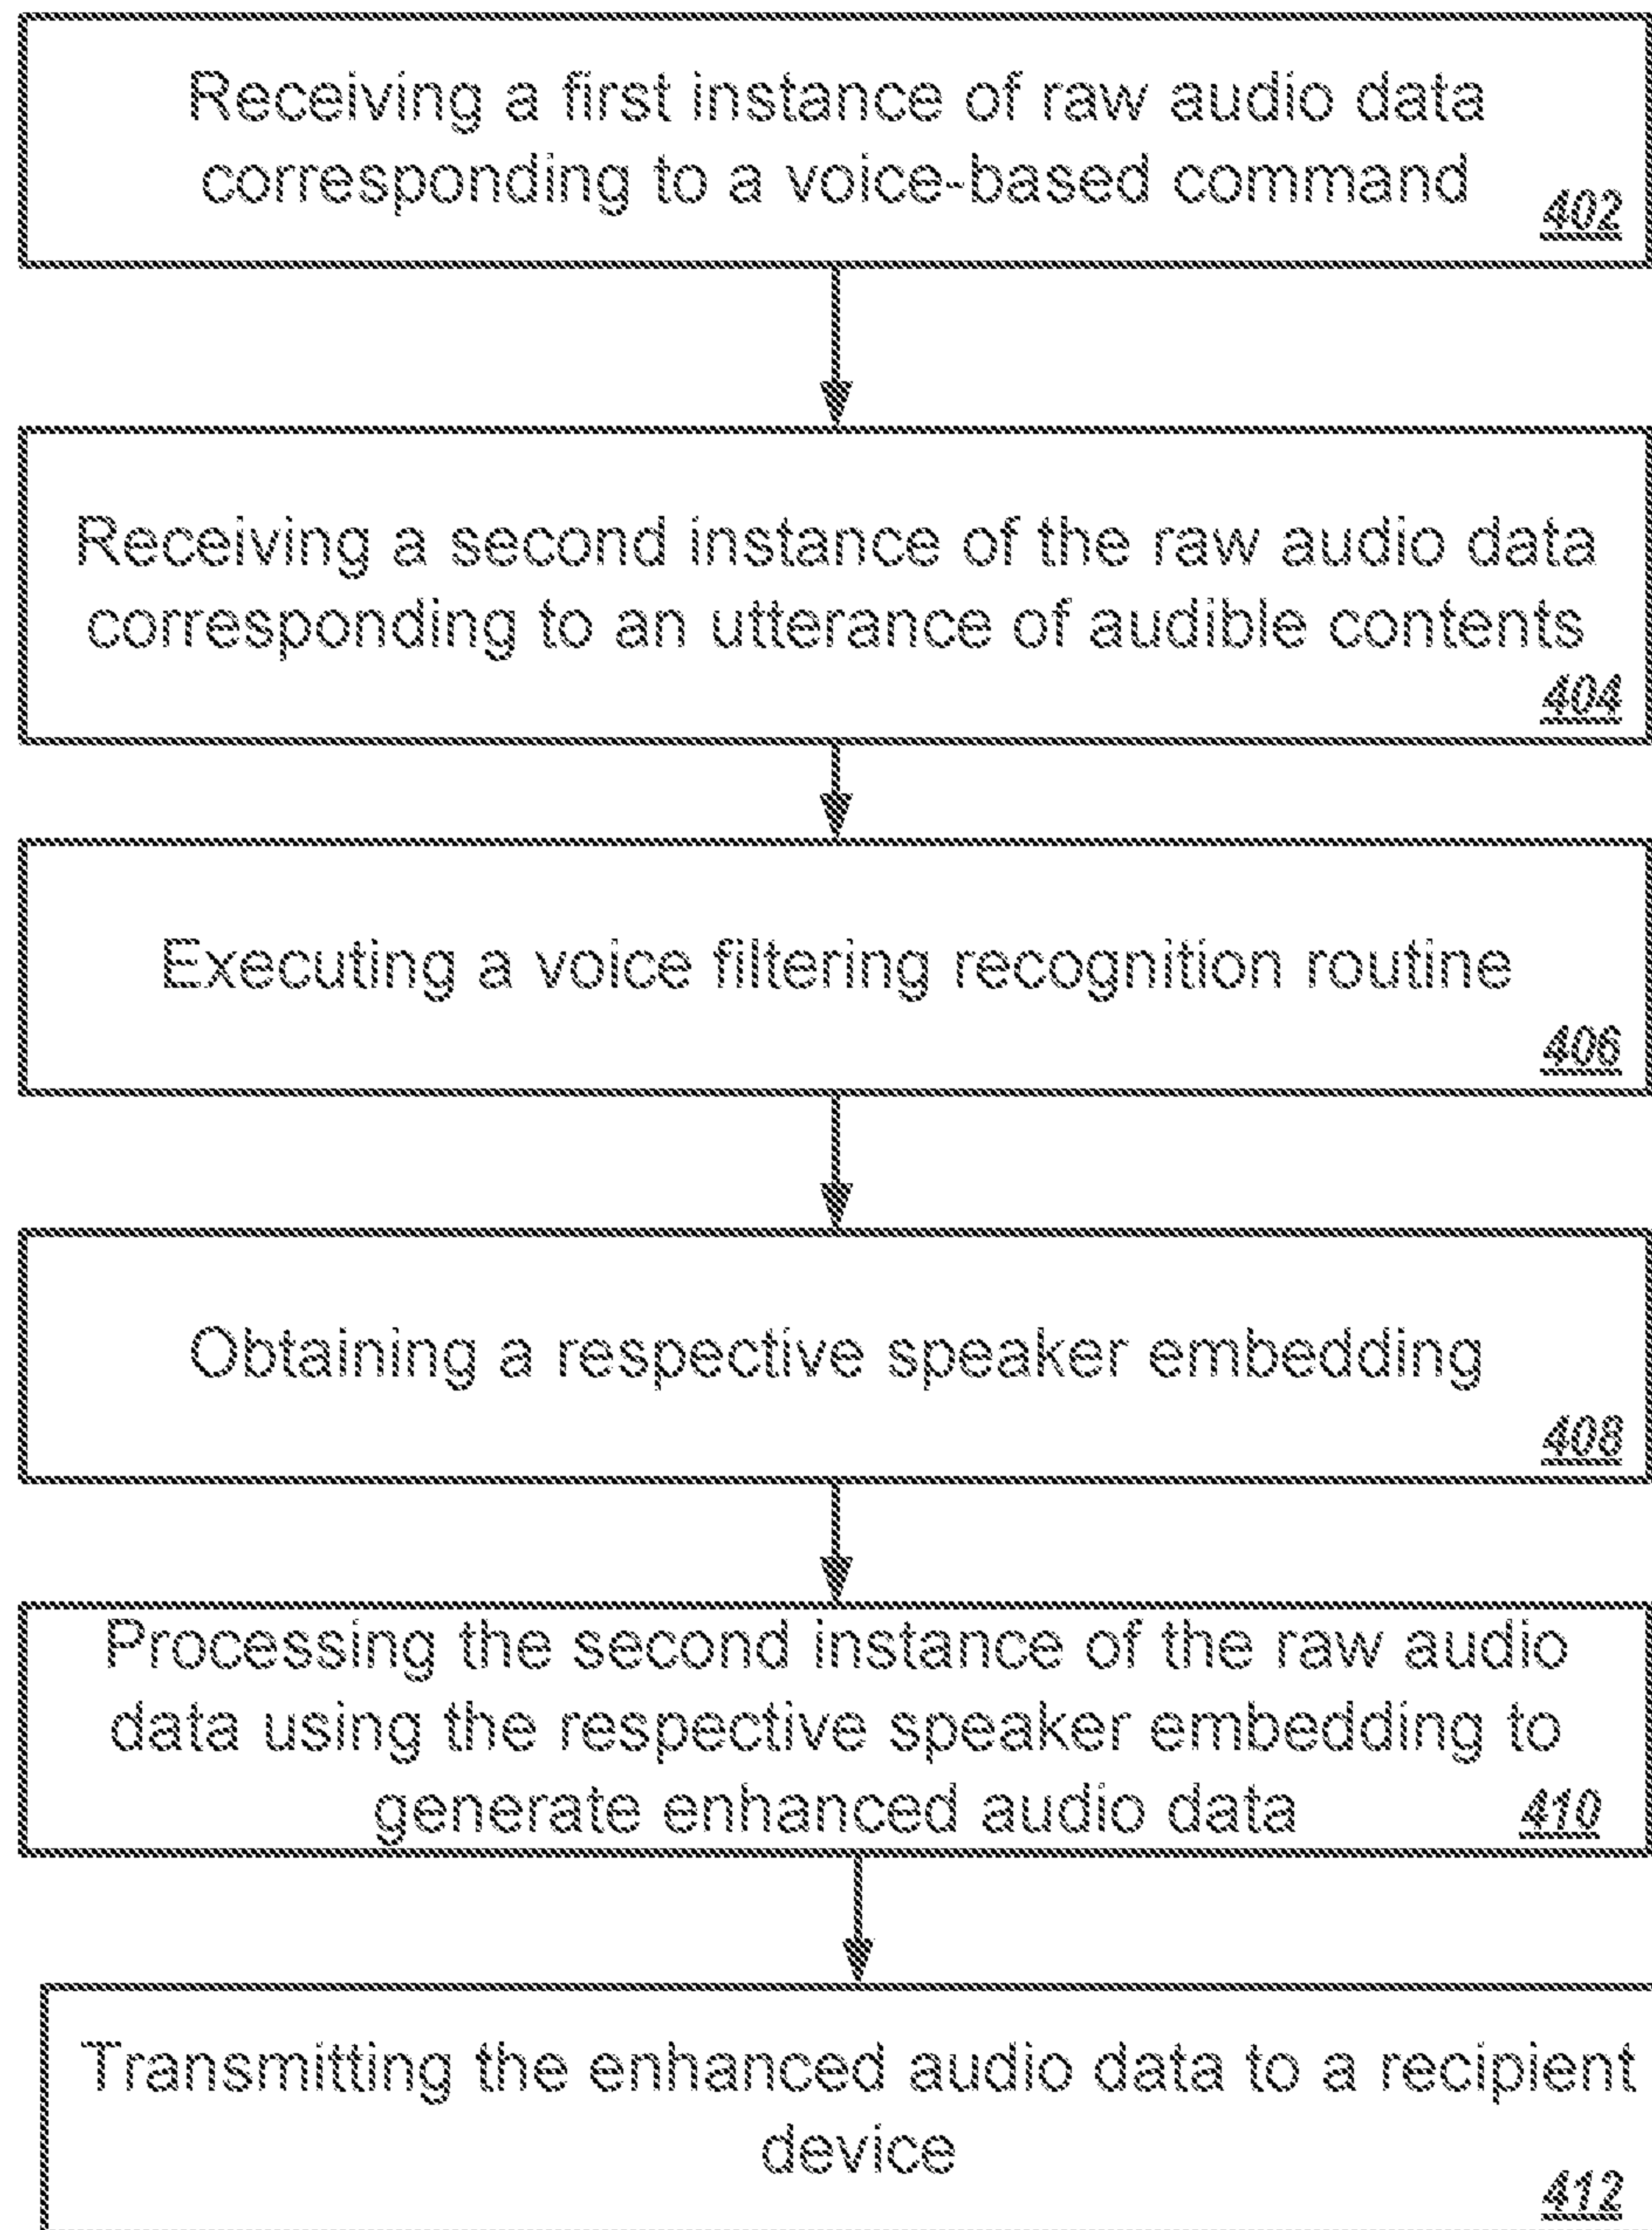 Receiving a first instance of raw audio data
corresponding to a voice-based command
402
Receiving a second instance of the raw audio data
corresponding to an utterance of audible contents
404
Executing a voice filtering recognition routine
406
Obtaining a respective speaker embedding
408
Processing the second instance of the raw audio
data using the respective speaker embedding to
generate enhanced audio data
410
Transmitting the enhanced audio data to a recipient
device
412